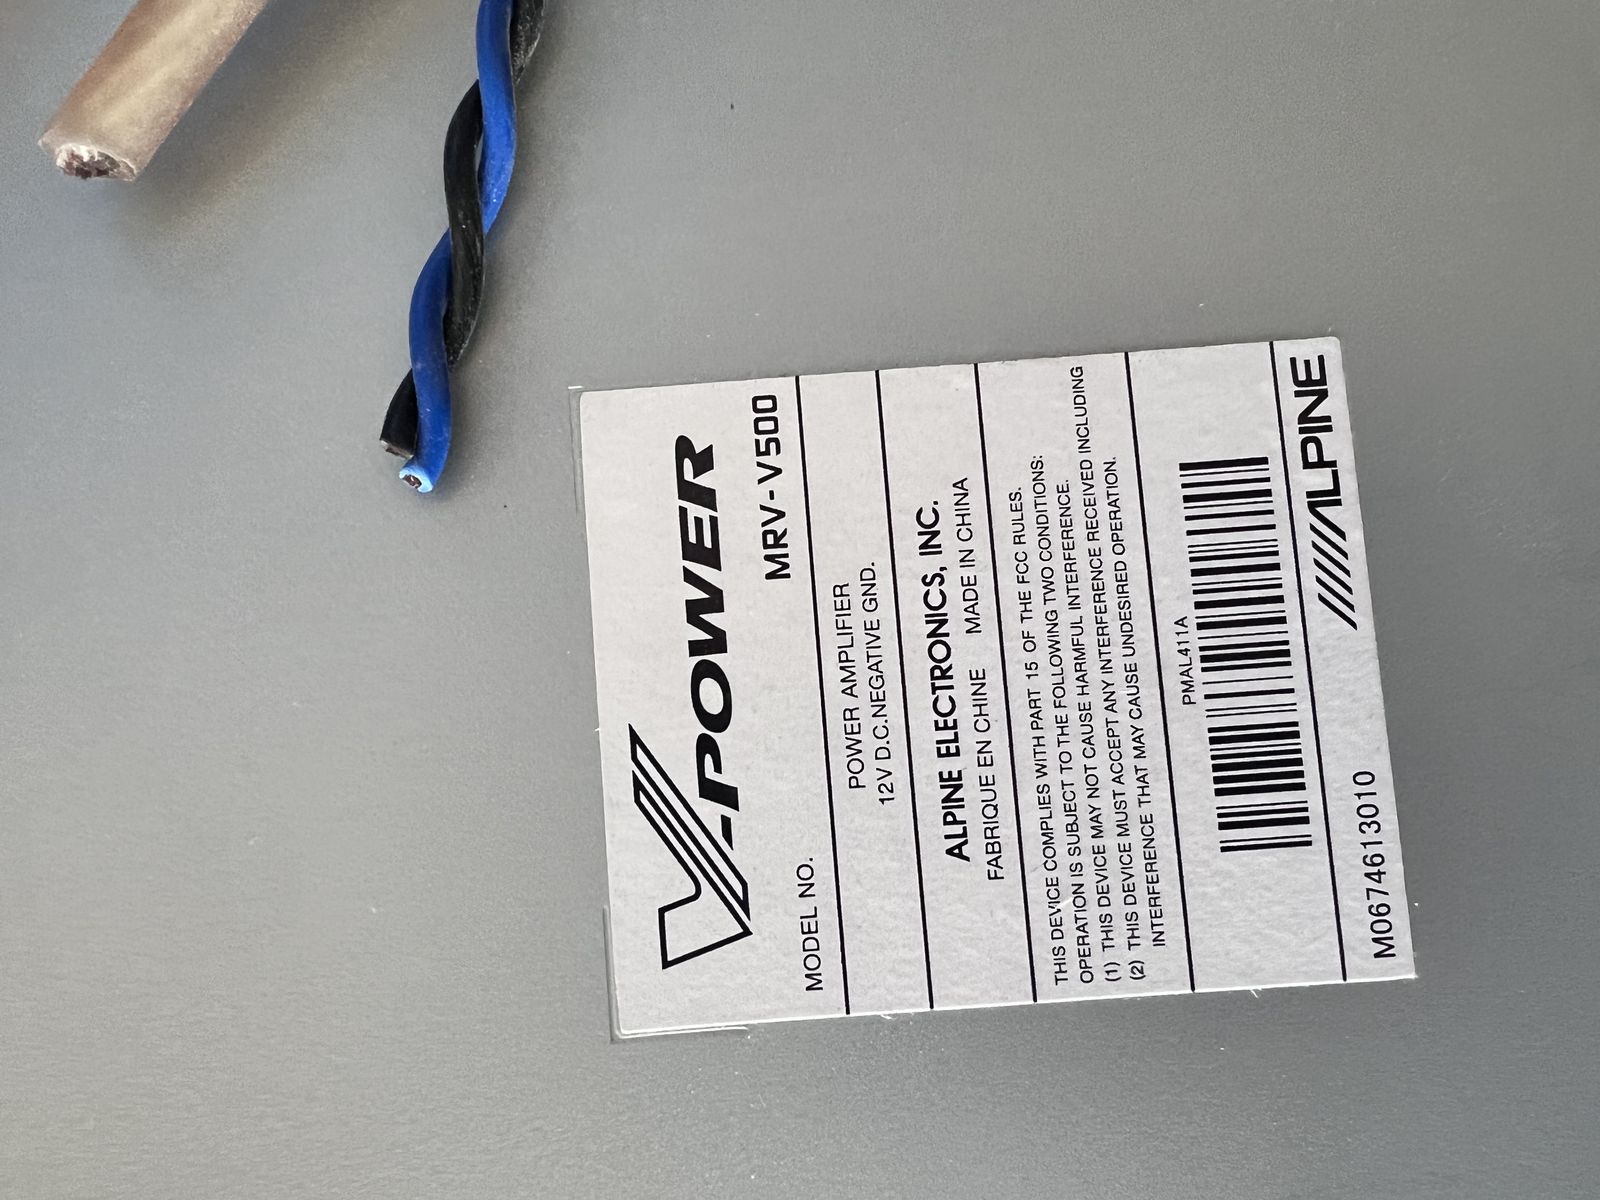 V-POWER
MODEL NO. MRV-V500
POWER AMPLIFIER
12V D.C.NEGATIVE GND.
ALPINE ELECTRONICS, INC.
FABRIQUE EN CHINE MADE IN CHINA
THIS DEVICE COMPLIES WITH PART 15 OF THE FCC RULES.
OPERATION IS SUBJECT TO THE FOLLOWING TWO CONDITIONS:
(1) THIS DEVICE MAY NOT CAUSE HARMFUL INTERFERENCE.
(2) THIS DEVICE MUST ACCEPT ANY INTERFERENCE RECEIVED INCLUDING
INTERFERENCE THAT MAY CAUSE UNDESIRED OPERATION.
PMAL411A
M0674613010 ALPINE